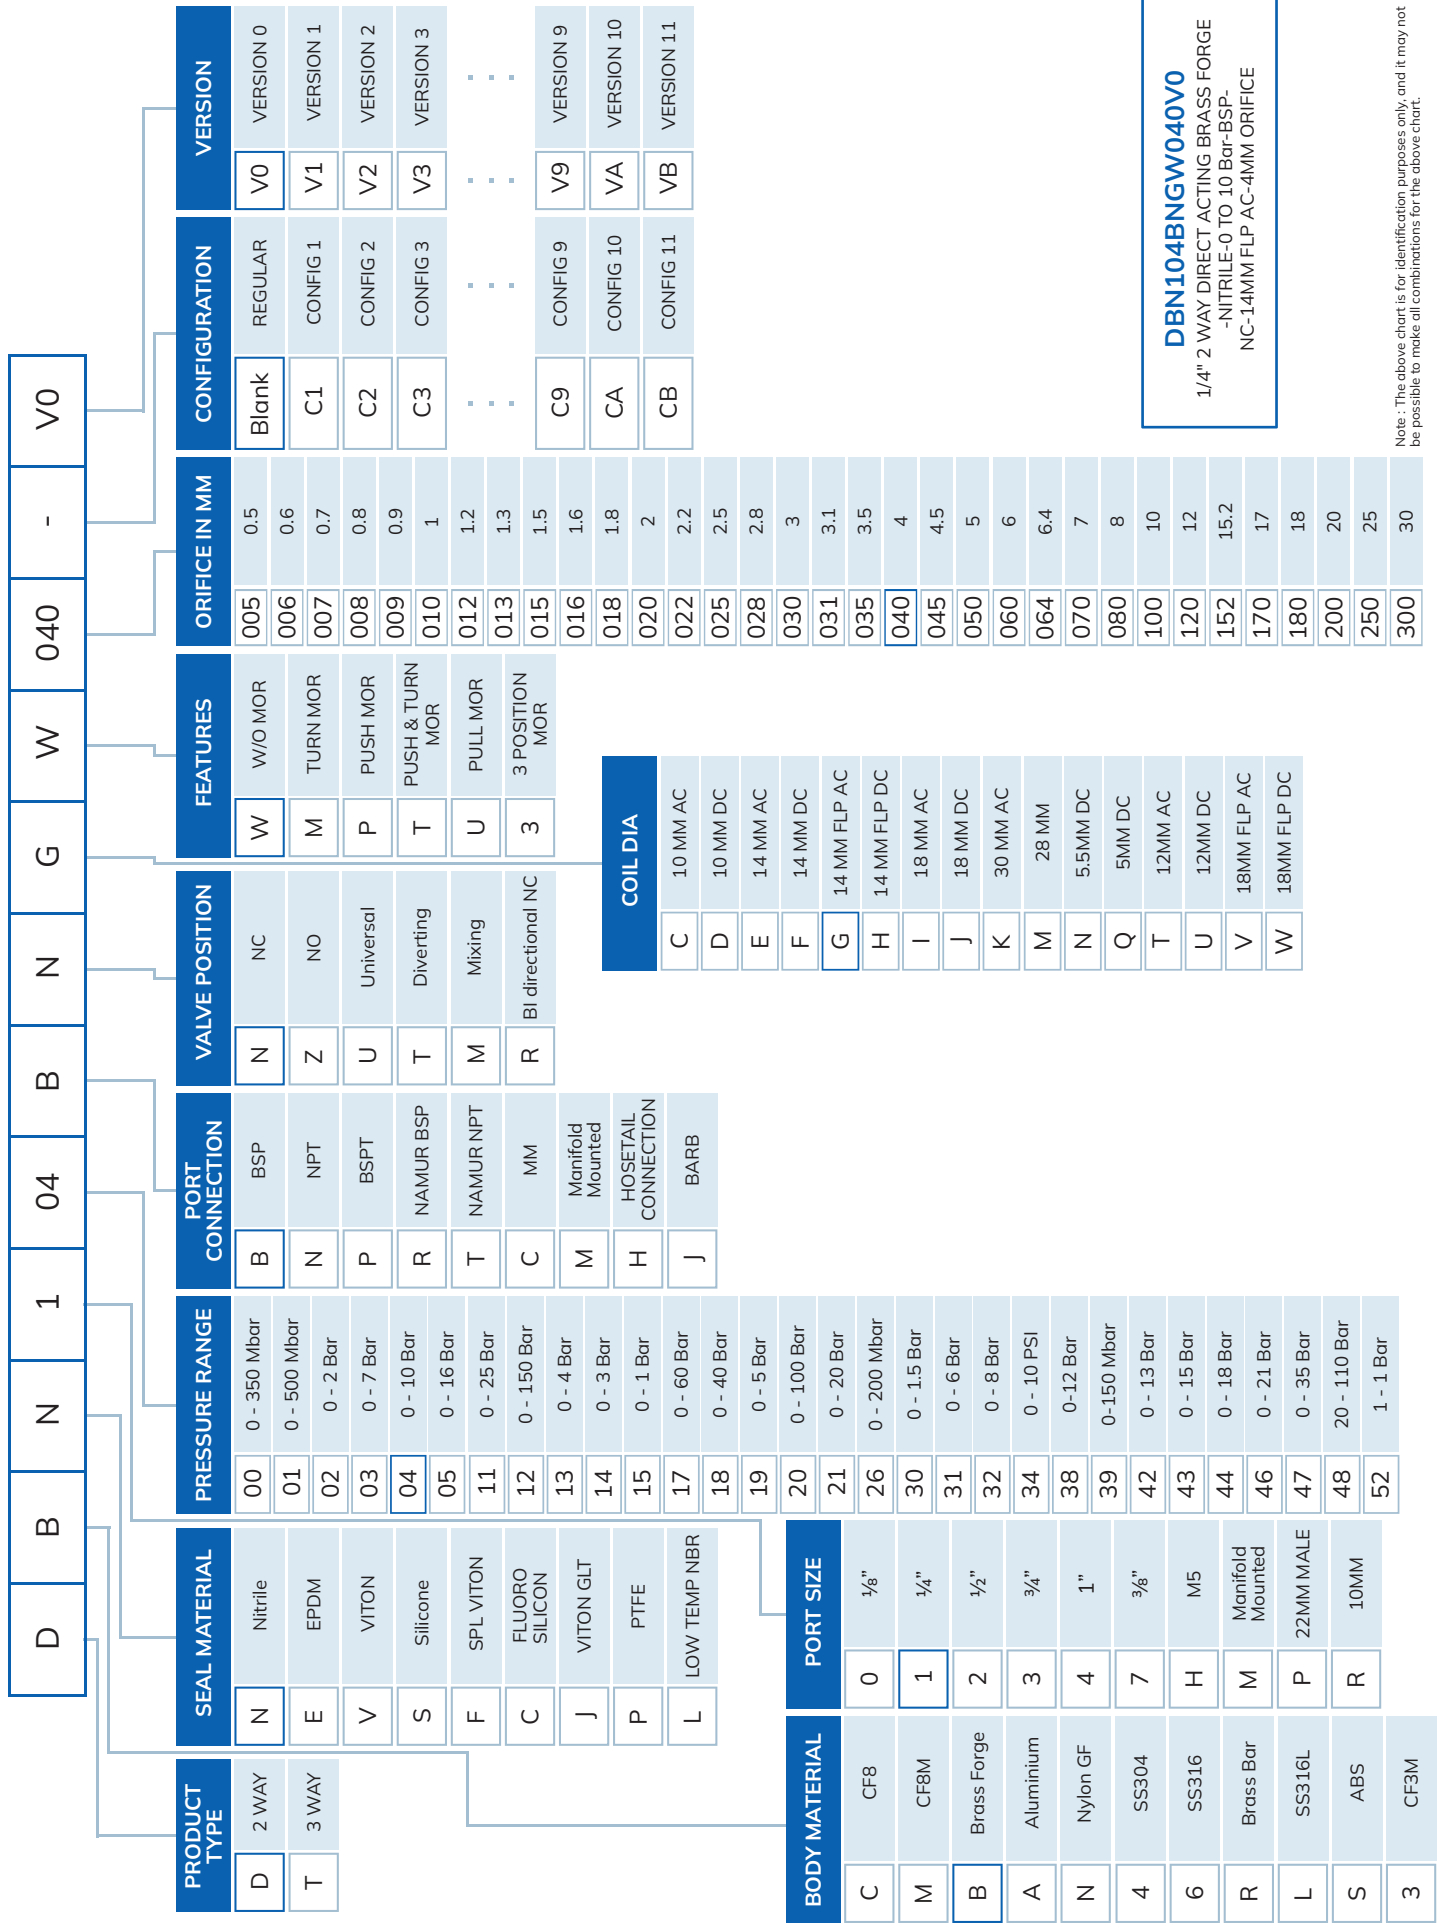 D B N 1 04 B N G W 040 - V0
PRODUCT
TYPE
D 2 WAY
T 3 WAY
SEAL MATERIAL
N Nitrile
E EPDM
V VITON
S Silicone
F SPL VITON
C FLUORO
SILICON
J VITON GLT
P PTFE
L LOW TEMP NBR
PRESSURE RANGE
00 0 - 350 Mbar
01 0 - 500 Mbar
02 0 - 2 Bar
03 0 - 7 Bar
04 0 - 10 Bar
05 0 - 16 Bar
11 0 - 25 Bar
12 0 - 150 Bar
13 0 - 4 Bar
14 0 - 3 Bar
15 0 - 1 Bar
17 0 - 60 Bar
18 0 - 40 Bar
19 0 - 5 Bar
20 0 - 100 Bar
21 0 - 20 Bar
26 0 - 200 Mbar
30 0 - 1.5 Bar
31 0 - 6 Bar
32 0 - 8 Bar
34 0 - 10 PSI
38 0-12 Bar
39 0-150 Mbar
42 0 - 13 Bar
43 0 - 15 Bar
44 0 - 18 Bar
46 0 - 21 Bar
47 0 - 35 Bar
48 20 - 110 Bar
52 1 - 1 Bar
PORT
CONNECTION
B BSP
N NPT
P BSPT
R NAMUR BSP
T NAMUR NPT
C MM
M Manifold
Mounted
H HOSETAIL
CONNECTION
J BARB
VALVE POSITION
N NC
Z NO
U Universal
T Diverting
M Mixing
R BI directional NC
FEATURES
W W/O MOR
M TURN MOR
P PUSH MOR
T PUSH & TURN
MOR
U PULL MOR
3 3 POSITION
MOR
ORIFICE IN MM
005 0.5
006 0.6
007 0.7
008 0.8
009 0.9
010 1
012 1.2
013 1.3
015 1.5
016 1.6
018 1.8
020 2
022 2.2
025 2.5
028 2.8
030 3
031 3.1
035 3.5
040 4
045 4.5
050 5
060 6
064 6.4
070 7
080 8
100 10
120 12
152 15.2
170 17
180 18
200 20
250 25
300 30
CONFIGURATION
Blank REGULAR
C1 CONFIG 1
C2 CONFIG 2
C3 CONFIG 3
. .
. .
. .
C9 CONFIG 9
CA CONFIG 10
CB CONFIG 11
VERSION
V0 VERSION 0
V1 VERSION 1
V2 VERSION 2
V3 VERSION 3
. .
. .
. .
V9 VERSION 9
VA VERSION 10
VB VERSION 11
BODY MATERIAL
C CF8
M CF8M
B Brass Forge
A Aluminium
N Nylon GF
4 SS304
6 SS316
R Brass Bar
L SS316L
S ABS
3 CF3M
PORT SIZE
0 ⅛”
1 ¼”
2 ½”
3 ¾”
4 1”
7 ⅜”
H M5
M Manifold
Mounted
P 22MM MALE
R 10MM
COIL DIA
C 10 MM AC
D 10 MM DC
E 14 MM AC
F 14 MM DC
G 14 MM FLP AC
H 14 MM FLP DC
I 18 MM AC
J 18 MM DC
K 30 MM AC
M 28 MM
N 5.5MM DC
Q 5MM DC
T 12MM AC
U 12MM DC
V 18MM FLP AC
W 18MM FLP DC
DBN104BNGW040V0
1/4" 2 WAY DIRECT ACTING BRASS FORGE
-NITRILE-0 TO 10 Bar-BSP-
NC-14MM FLP AC-4MM ORIFICE
Note : The above chart is for identification purposes only, and it may not
be possible to make all combinations for the above chart.